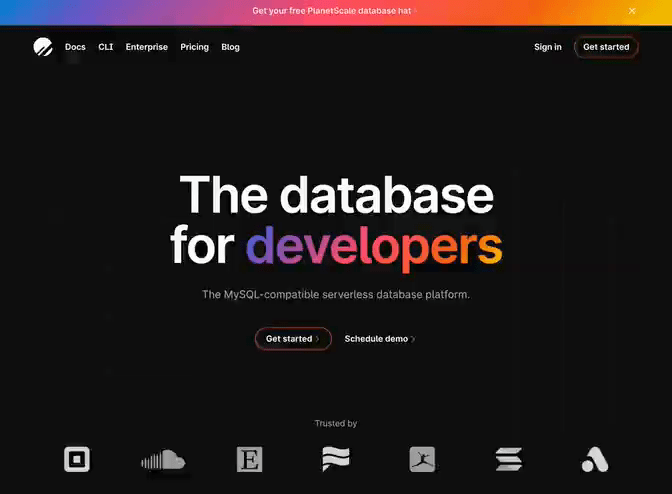 Get your free PlanetScale database hat
Docs CLI Enterprise Pricing Blog Sign in Get started
The database
for developers
The MySQL-compatible serverless database platform.
Get started Schedule demo
Trusted by
E